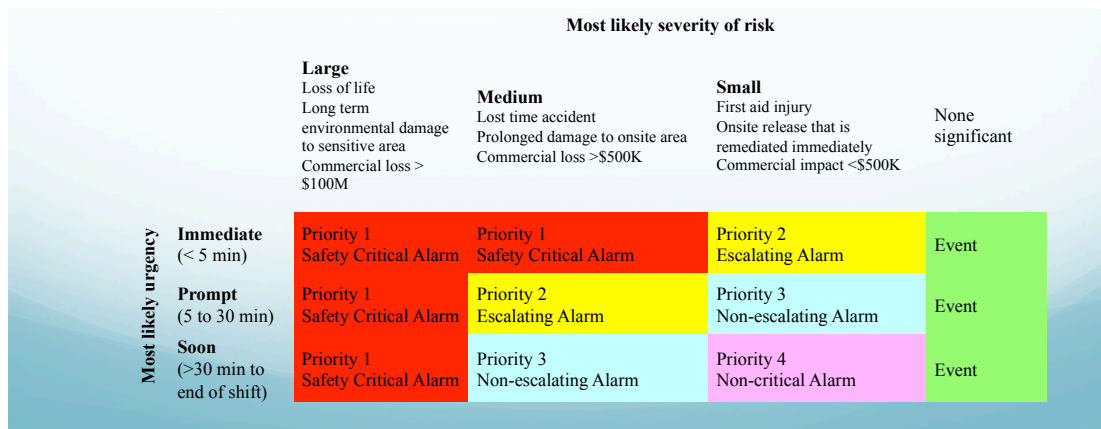 Most likely severity of risk
Large
Loss of life
Long term
environmental damage
to sensitive area
Commercial loss >
$100M
Medium
Lost time accident
Prolonged damage to onsite area
Commercial loss >$500K
Small
First aid injury
Onsite release that is
remediated immediately
Commercial impact <$500K
None
significant
Most likely urgency
Immediate
(< 5 min)
Priority 1
Safety Critical Alarm
Priority 1
Safety Critical Alarm
Priority 2
Escalating Alarm
Event
Prompt
(5 to 30 min)
Priority 1
Safety Critical Alarm
Priority 2
Escalating Alarm
Priority 3
Non-escalating Alarm
Event
Soon
(>30 min to
end of shift)
Priority 1
Safety Critical Alarm
Priority 3
Non-escalating Alarm
Priority 4
Non-critical Alarm
Event